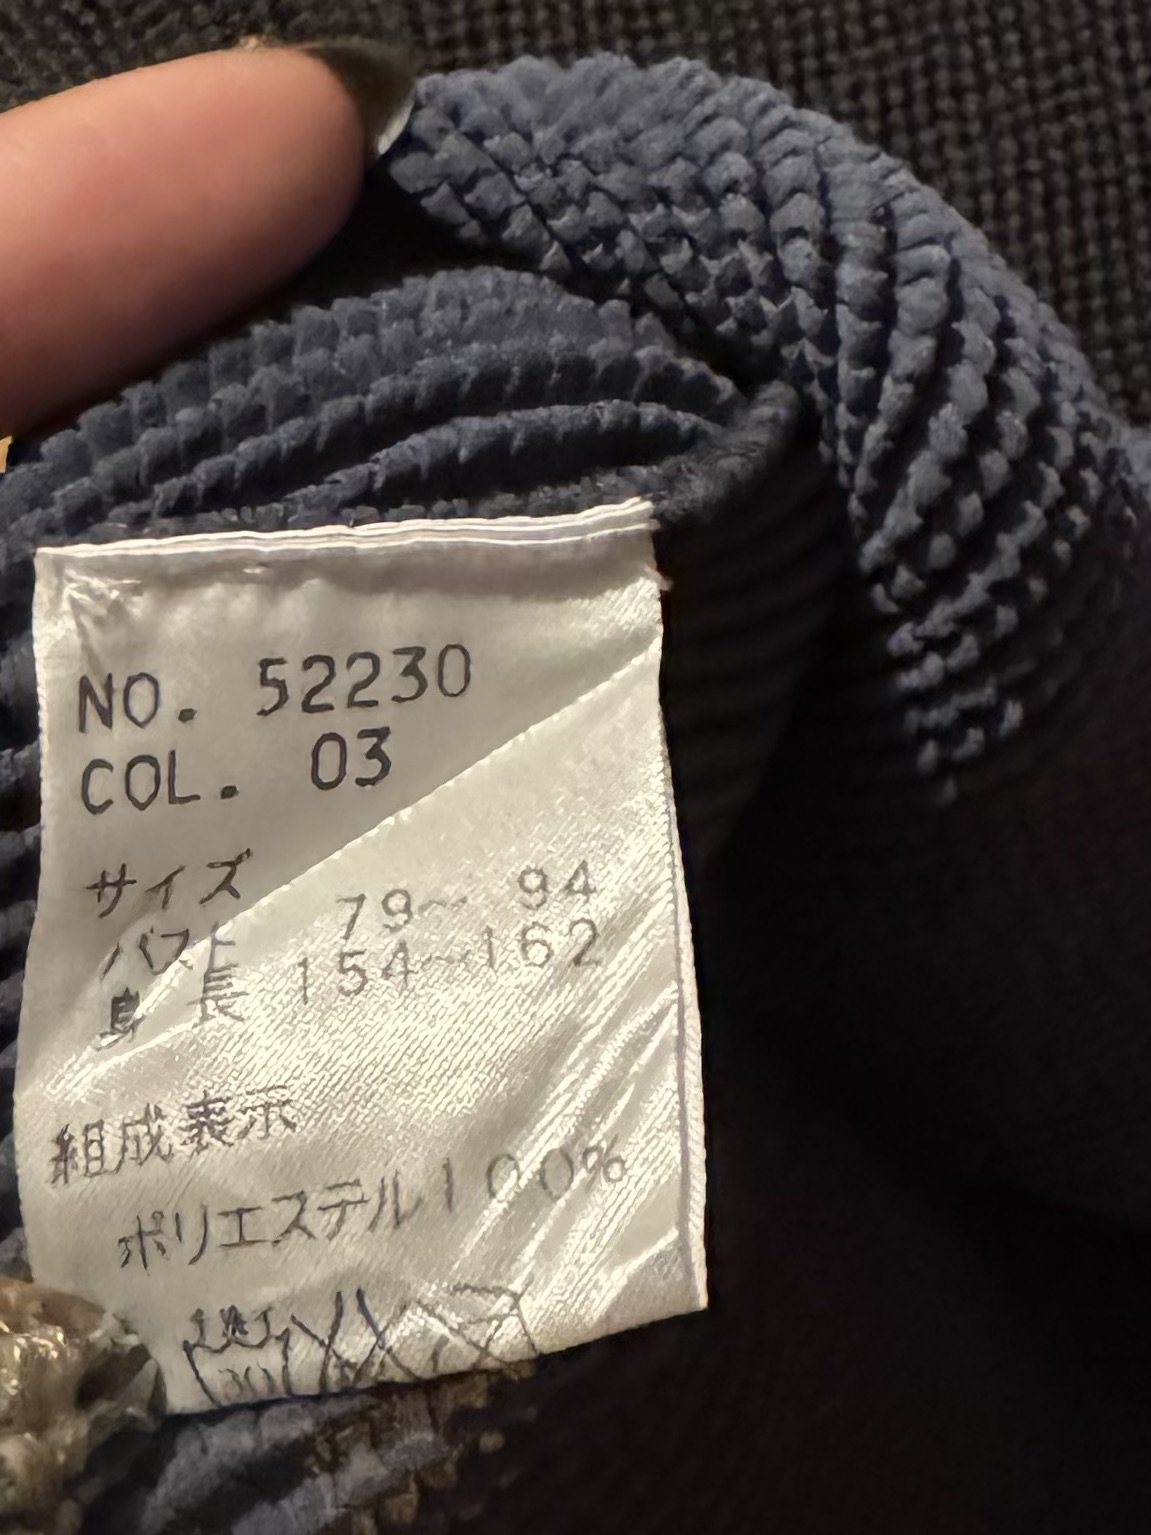 NO. 52230
COL. 03
サイズ
バスト 79～ 94
身 長 154～162
組成表示
ポリエステル100%
30